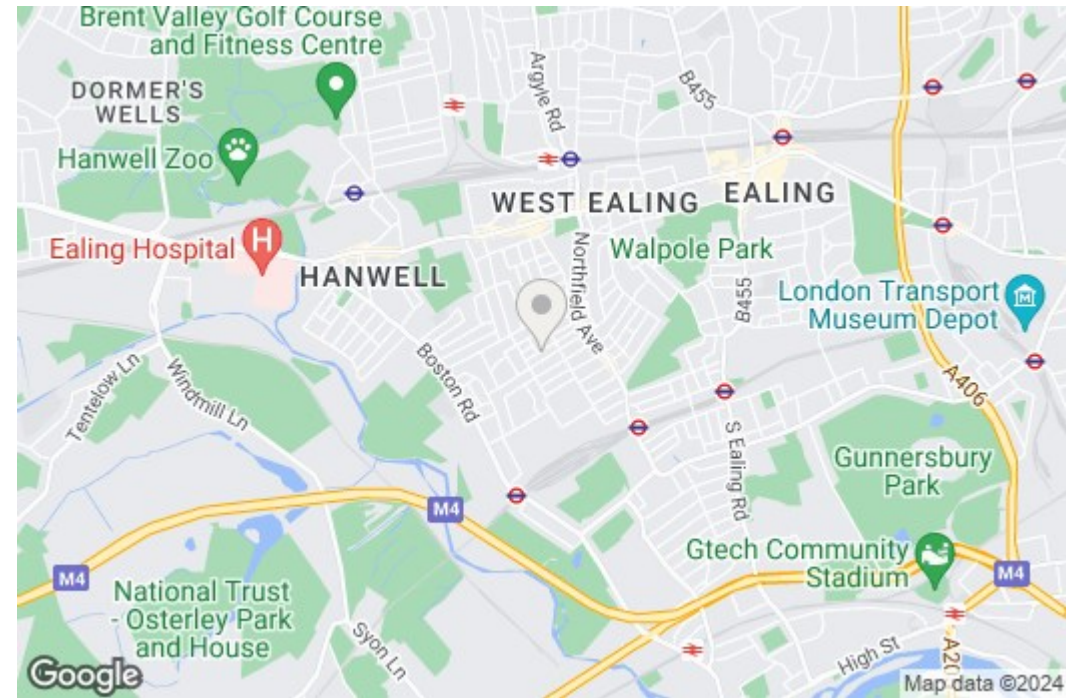 Brent Valley Golf Course
and Fitness Centre
DORMER'S
WELLS
Hanwell Zoo
Argyle Rd
B455
WEST EALING
EALING
Ealing Hospital
H
HANWELL
Walpole Park
Northfield Ave
B455
London Transport
Museum Depot
M
Tentelow Ln
Windmill Ln
Boston Rd
A406
S Ealing Rd
Gunnersbury
Park
M4
Gtech Community
Stadium
M4
M4
National Trust
- Osterley Park
and House
Syon Ln
High St
A20
Google
Map data ©2024